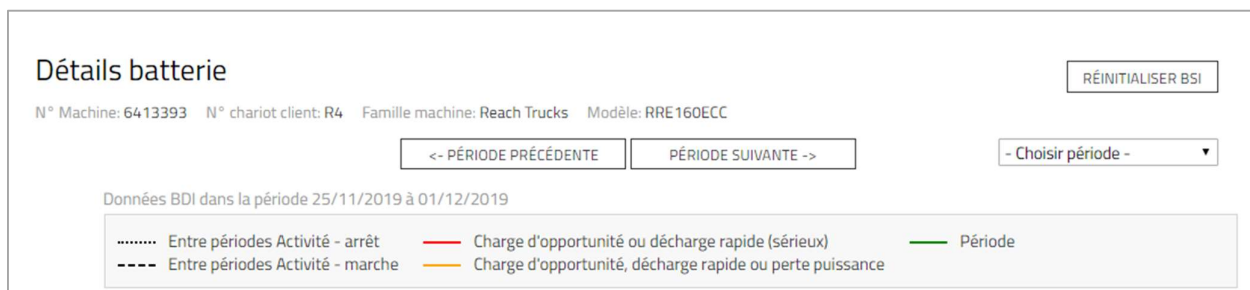 Détails batterie
RÉINITIALISER BSI
N° Machine: 6413393 N° chariot client: R4 Famille machine: Reach Trucks Modèle: RRE160ECC
<- PÉRIODE PRÉCÉDENTE PÉRIODE SUIVANTE -> - Choisir période -
Données BDI dans la période 25/11/2019 à 01/12/2019
Entre périodes Activité - arrêt Charge d'opportunité ou décharge rapide (sérieux) Période
Entre périodes Activité - marche Charge d'opportunité, décharge rapide ou perte puissance